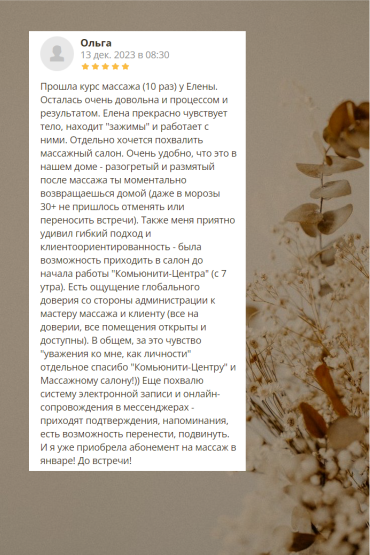 Ольга
13 дек. 2023 в 08:30
Прошла курс массажа (10 раз) у Елены.
Осталась очень довольна и процессом и
результатом. Елена прекрасно чувствует
тело, находит "зажимы" и работает с
ними. Отдельно хочется похвалить
массажный салон. Очень удобно, что это в
нашем доме - разогретый и размятый
после массажа ты моментально
возвращаешься домой (даже в морозы
30+ не пришлось отменять или
переносить встречи). Также меня приятно
удивил гибкий подход и
клиентоориентированность - была
возможность приходить в салон до
начала работы "Комьюнити-Центра" (с 7
утра). Есть ощущение глобального
доверия со стороны администрации к
мастеру массажа и клиенту (все на
доверии, все помещения открыты и
доступны). В общем, за это чувство
"уважения ко мне, как личности"
отдельное спасибо "Комьюнити-Центру" и
Массажному салону!)) Еще похвалю
систему электронной записи и онлайн-
сопровождения в мессенджерах -
приходят подтверждения, напоминания,
есть возможность перенести, подвинуть.
И я уже приобрела абонемент на массаж в
январе! До встречи!